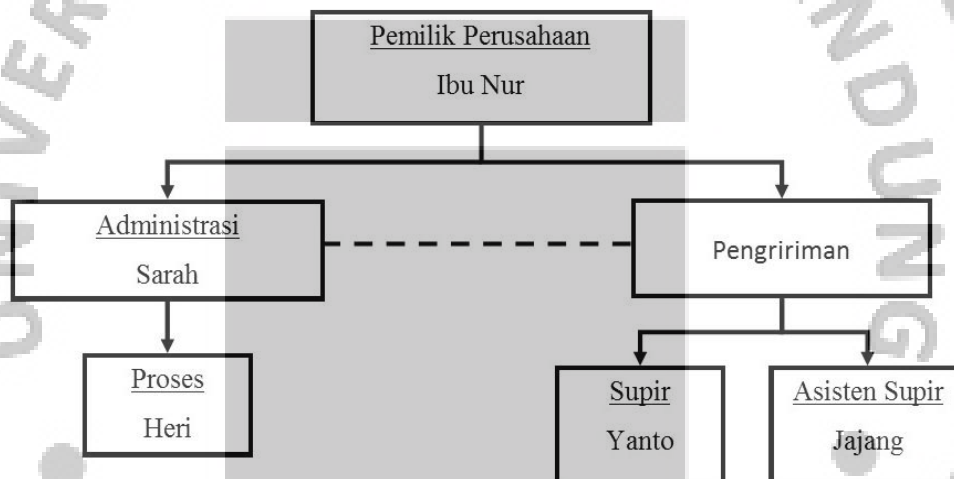 Pemilik Perusahaan
Ibu Nur
Administrasi
Sarah
Pengririman
Proses
Heri
Supir
Yanto
Asisten Supir
Jajang